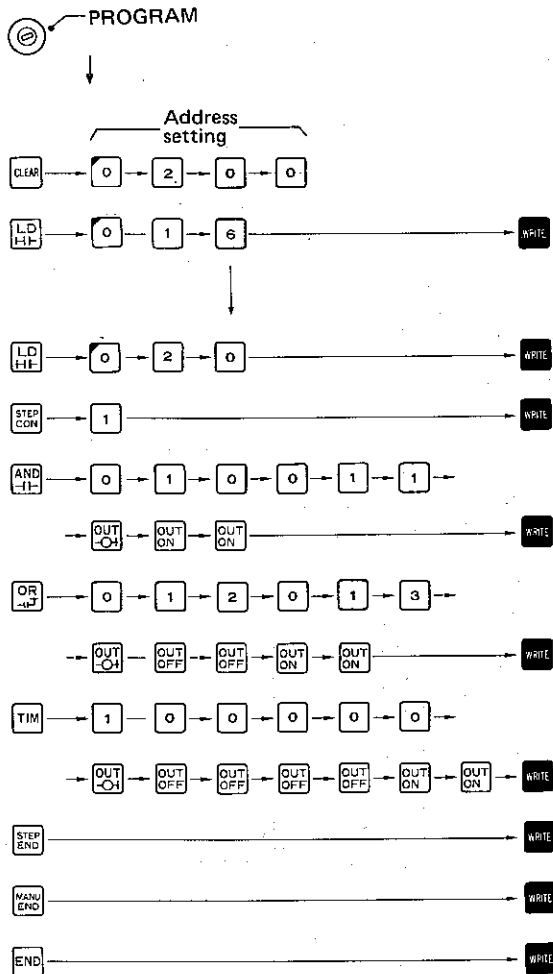 PROGRAM
Address
setting
CLEAR 0 2 0 0
LD 0 1 6 WRITE
LD 0 2 0 WRITE
STEP CON 1 WRITE
AND 0 1 0 0 1 1
OUT OUT ON OUT ON WRITE
OR 0 1 2 0 1 3
OUT OUT OFF OUT OFF OUT ON OUT ON WRITE
TIM 1 0 0 0 0 0
OUT OUT OFF OUT OFF OUT OFF OUT OFF OUT ON OUT ON WRITE
STEP END WRITE
MANU END WRITE
END WRITE